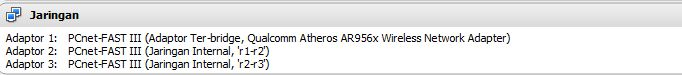 Jaringan
Adaptor 1: PCnet-FAST III (Adaptor Ter-bridge, Qualcomm Atheros AR956x Wireless Network Adapter)
Adaptor 2: PCnet-FAST III (Jaringan Internal, 'r1-r2')
Adaptor 3: PCnet-FAST III (Jaringan Internal, 'r2-r3')